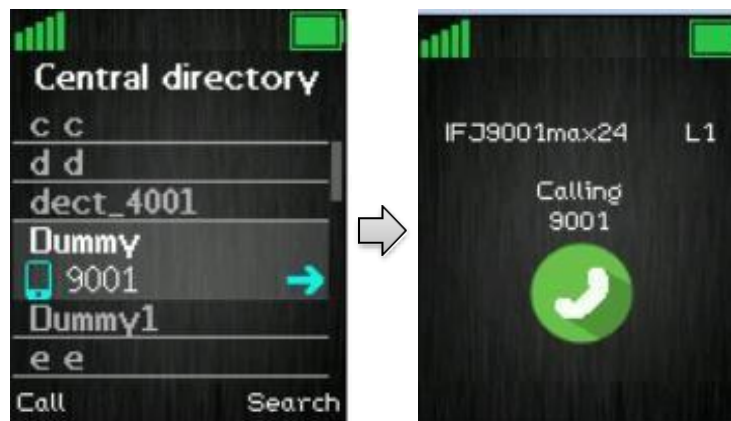 Central directory
c c
d d
dect_4001
Dummy
9001
Dummy1
e e
Call Search
IFJ9001max24 L1
Calling
9001